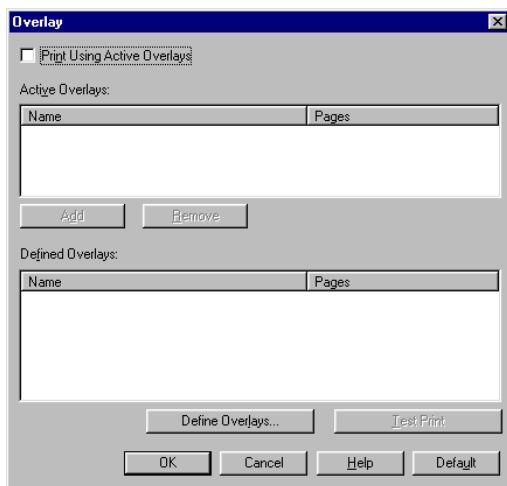 Overlay
Print Using Active Overlays
Active Overlays:
Name Pages
Add Remove
Defined Overlays:
Name Pages
Define Overlays... Test Print
OK Cancel Help Default